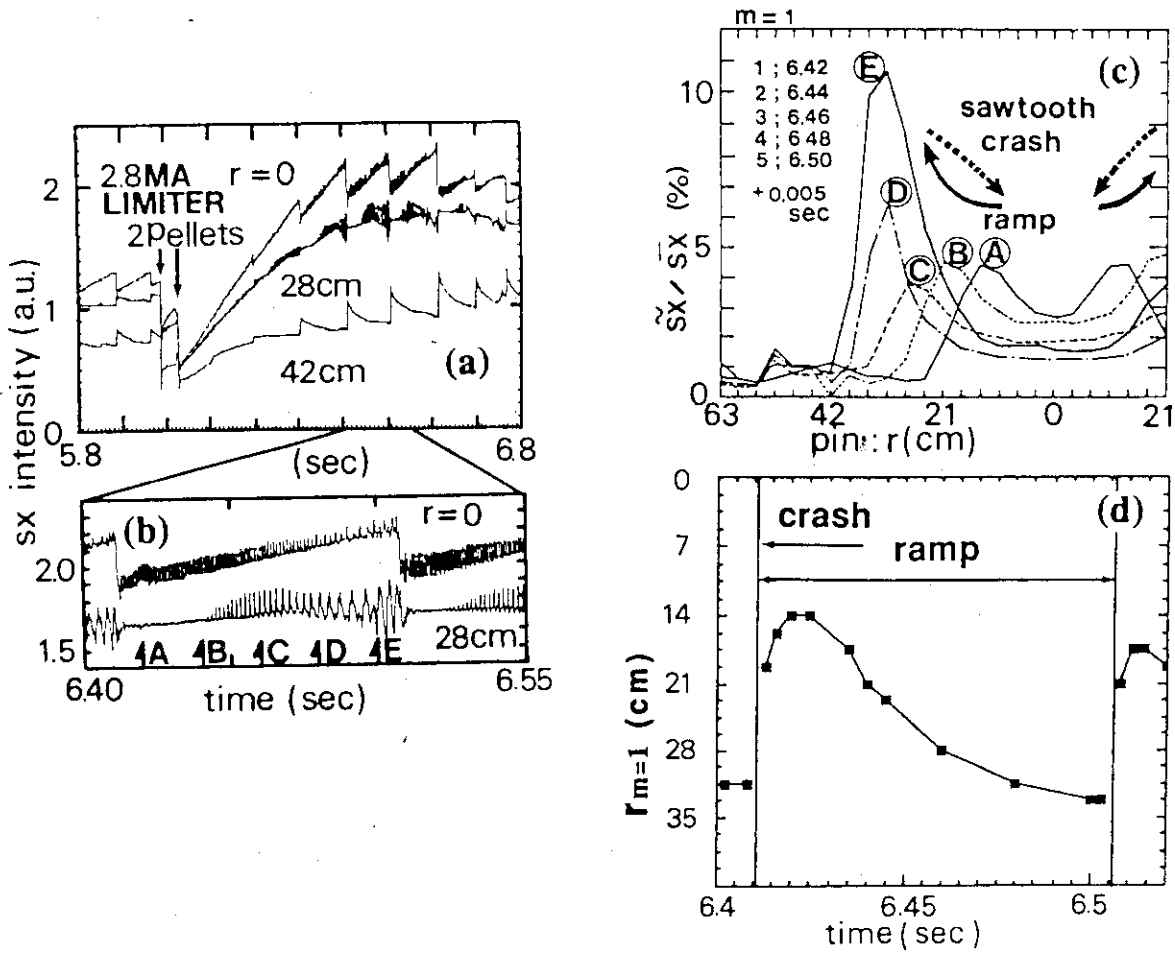 sx intensity (a.u.)
2
1
0
2.8MA r = 0
LIMITER
2pellets
28cm
42cm
(a)
5.8 (sec) 6.8
(b)
r=0
2.0
1.5
28cm
A B C D E
6.40 6.55
time (sec)
m = 1
s̃x / s̄x (%)
10
5
0
1 ; 6.42
2 ; 6.44
3 ; 6.46
4 ; 6.48
5 ; 6.50
+0.005
sec
E
D
C
B
A
(c)
sawtooth
crash
ramp
63 42 21 0 21
r (cm)
rm=1 (cm)
0
7
14
21
28
35
crash
ramp
(d)
6.4 6.45 6.5
time (sec)